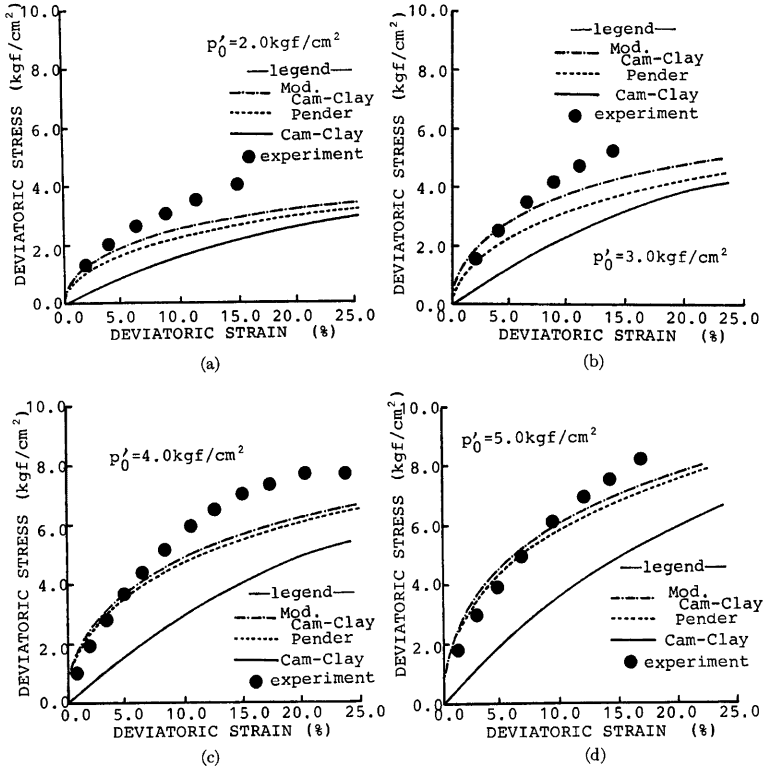 DEVIATORIC STRESS (kgf/cm²)
10.0
8.0
6.0
4.0
2.0
0.0
p₀′=2.0kgf/cm²
—legend—
Mod.
Cam-Clay
Pender
Cam-Clay
experiment
0.0 5.0 10.0 15.0 20.0 25.0
DEVIATORIC STRAIN (%)
(a)
DEVIATORIC STRESS (kgf/cm²)
10.0
8.0
6.0
4.0
2.0
0.0
—legend—
Mod.
Cam-Clay
Pender
Cam-Clay
experiment
p₀′=3.0kgf/cm²
0.0 5.0 10.0 15.0 20.0 25.0
DEVIATORIC STRAIN (%)
(b)
DEVIATORIC STRESS (kgf/cm²)
10.0
8.0
6.0
4.0
2.0
0.0
p₀′=4.0kgf/cm²
—legend—
Mod.
Cam-Clay
Pender
Cam-Clay
experiment
0.0 5.0 10.0 15.0 20.0 25.0
DEVIATORIC STRAIN (%)
(c)
DEVIATORIC STRESS (kgf/cm²)
10.0
8.0
6.0
4.0
2.0
0.0
p₀′=5.0kgf/cm²
—legend—
Mod.
Cam-Clay
Pender
Cam-Clay
experiment
0.0 5.0 10.0 15.0 20.0 25.0
DEVIATORIC STRAIN (%)
(d)